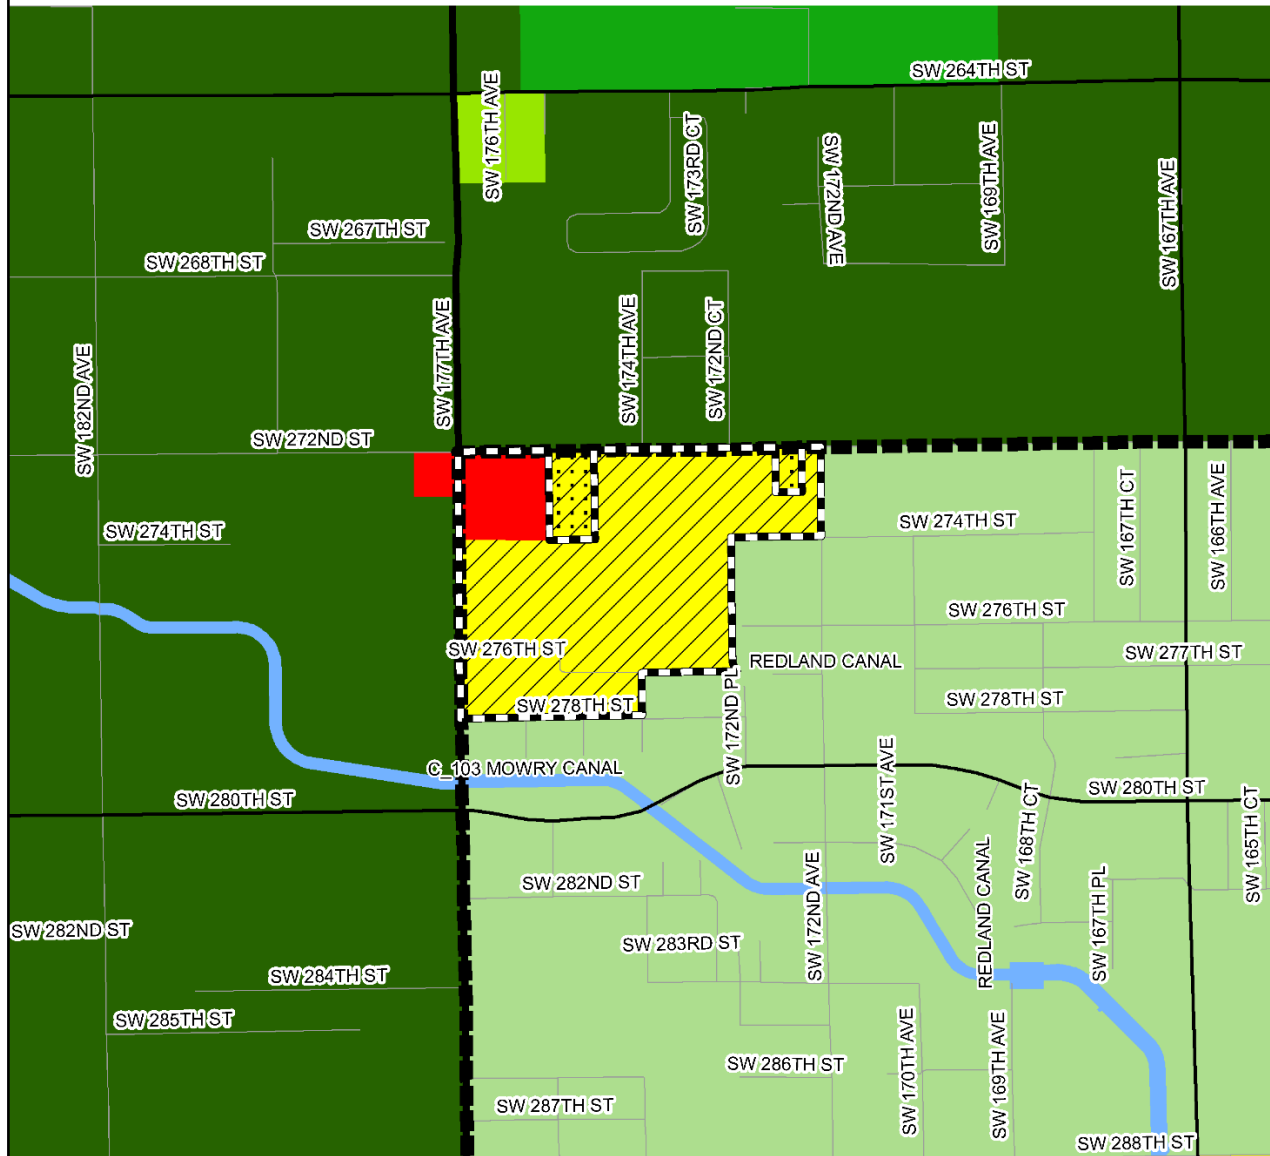 SW 264TH ST
SW 176TH AVE
SW 173RD CT
SW 172ND AVE
SW 169TH AVE
SW 167TH AVE
SW 267TH ST
SW 268TH ST
SW 177TH AVE
SW 174TH AVE
SW 172ND CT
SW 182ND AVE
SW 272ND ST
SW 274TH ST
SW 274TH ST
SW 167TH CT
SW 166TH AVE
SW 276TH ST
SW 276TH ST
SW 277TH ST
REDLAND CANAL
SW 278TH ST
SW 278TH ST
SW 172ND PL
C_103 MOWRY CANAL
SW 171ST AVE
SW 280TH ST
SW 280TH ST
SW 168TH CT
SW 165TH CT
SW 282ND ST
SW 172ND AVE
REDLAND CANAL
SW 167TH PL
SW 282ND ST
SW 283RD ST
SW 284TH ST
SW 285TH ST
SW 170TH AVE
SW 169TH AVE
SW 286TH ST
SW 287TH ST
SW 288TH ST